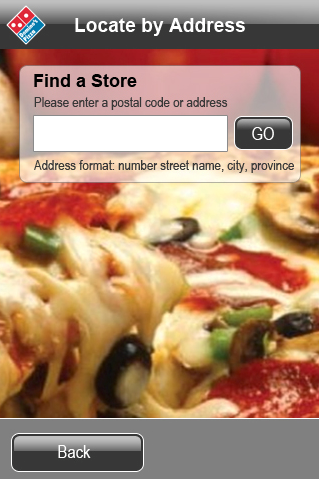 Domino's
Pizza
Locate by Address
Find a Store
Please enter a postal code or address
GO
Address format: number street name, city, province
Back